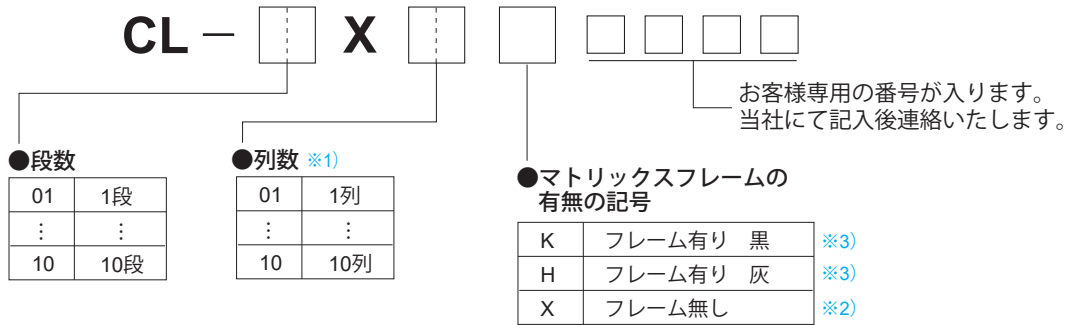 CL － X
お客様専用の番号が入ります。
当社にて記入後連絡いたします。
●段数
01 1段
⋮ ⋮
10 10段
●列数 ※1)
01 1列
⋮ ⋮
10 10列
●マトリックスフレームの
有無の記号
K フレーム有り　黒 ※3)
H フレーム有り　灰 ※3)
X フレーム無し ※2)